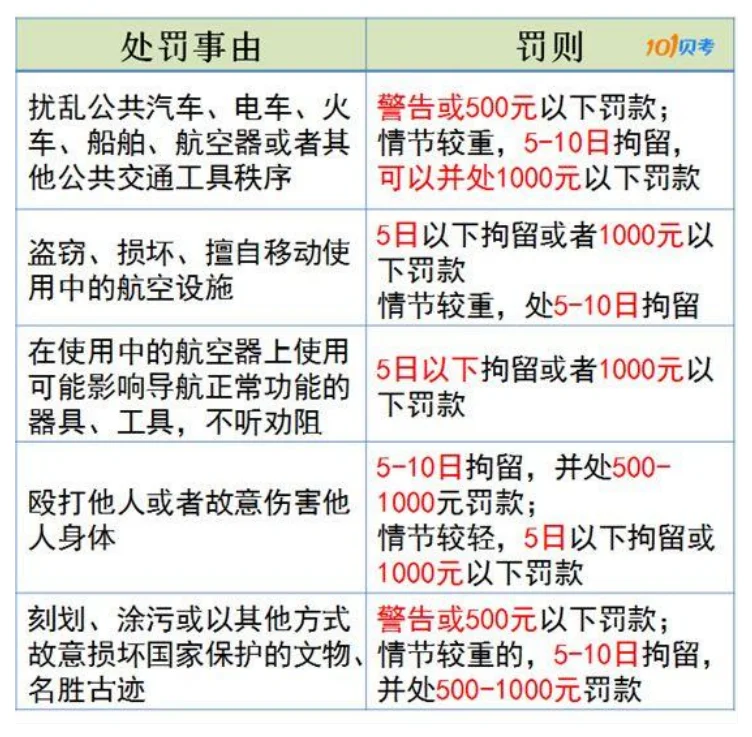 处罚事由
罚则
101贝考
扰乱公共汽车、电车、火
车、船舶、航空器或者其
他公共交通工具秩序
警告或500元以下罚款；
情节较重，5-10日拘留，
可以并处1000元以下罚款
盗窃、损坏、擅自移动使
用中的航空设施
5日以下拘留或者1000元以
下罚款
情节较重，处5-10日拘留
在使用中的航空器上使用
可能影响导航正常功能的
器具、工具，不听劝阻
5日以下拘留或者1000元以
下罚款
殴打他人或者故意伤害他
人身体
5-10日拘留，并处500-
1000元罚款；
情节较轻，5日以下拘留或
1000元以下罚款
刻划、涂污或以其他方式
故意损坏国家保护的文物、
名胜古迹
警告或500元以下罚款；
情节较重的，5-10日拘留，
并处500-1000元罚款